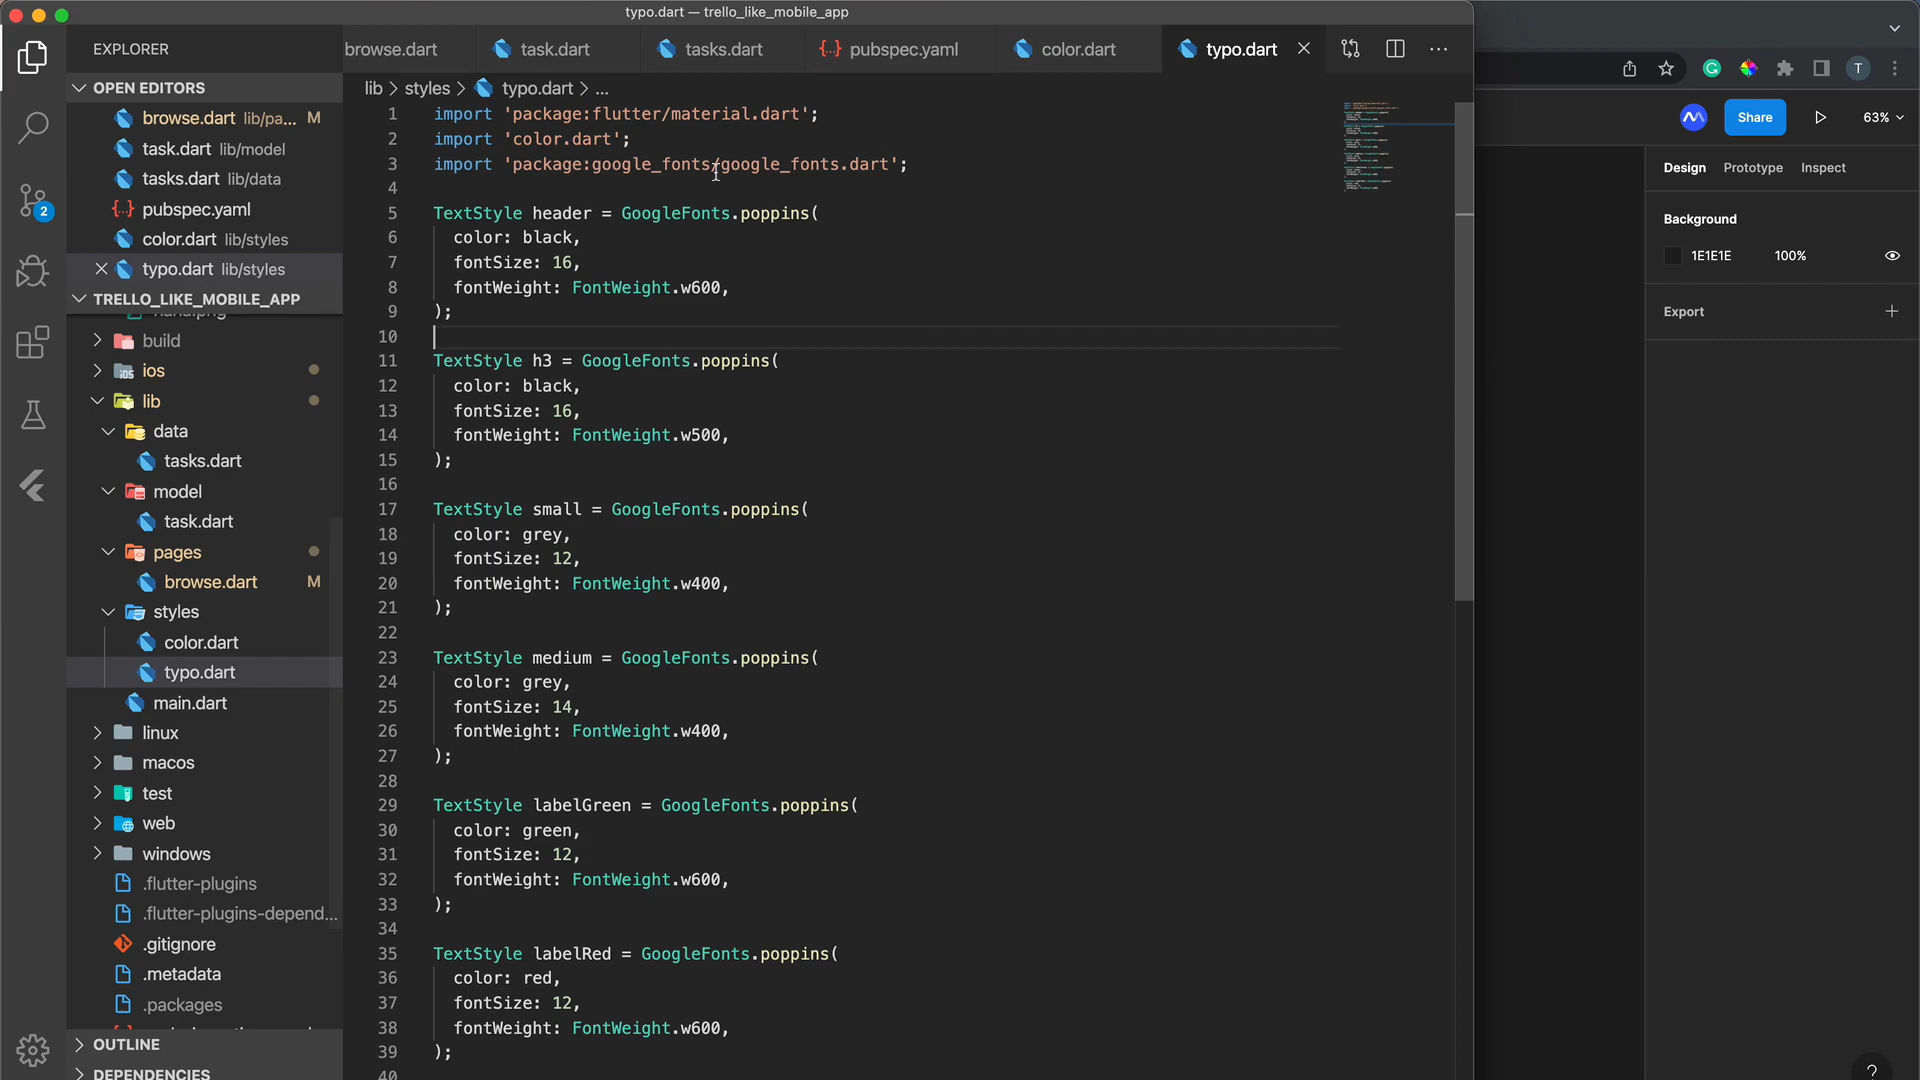 typo.dart — trello_like_mobile_app
EXPLORER
browse.dart
task.dart
tasks.dart
pubspec.yaml
color.dart
typo.dart
OPEN EDITORS
browse.dart lib/pa... M
task.dart lib/model
tasks.dart lib/data
pubspec.yaml
color.dart lib/styles
typo.dart lib/styles
TRELLO_LIKE_MOBILE_APP
build
ios
lib
data
tasks.dart
model
task.dart
pages
browse.dart M
styles
color.dart
typo.dart
main.dart
linux
macos
test
web
windows
.flutter-plugins
.flutter-plugins-depend...
.gitignore
.metadata
.packages
OUTLINE
DEPENDENCIES
2
lib > styles > typo.dart > ...
1 import 'package:flutter/material.dart';
2 import 'color.dart';
3 import 'package:google_fonts/google_fonts.dart';
4
5 TextStyle header = GoogleFonts.poppins(
6 color: black,
7 fontSize: 16,
8 fontWeight: FontWeight.w600,
9 );
10
11 TextStyle h3 = GoogleFonts.poppins(
12 color: black,
13 fontSize: 16,
14 fontWeight: FontWeight.w500,
15 );
16
17 TextStyle small = GoogleFonts.poppins(
18 color: grey,
19 fontSize: 12,
20 fontWeight: FontWeight.w400,
21 );
22
23 TextStyle medium = GoogleFonts.poppins(
24 color: grey,
25 fontSize: 14,
26 fontWeight: FontWeight.w400,
27 );
28
29 TextStyle labelGreen = GoogleFonts.poppins(
30 color: green,
31 fontSize: 12,
32 fontWeight: FontWeight.w600,
33 );
34
35 TextStyle labelRed = GoogleFonts.poppins(
36 color: red,
37 fontSize: 12,
38 fontWeight: FontWeight.w600,
39 );
40
T
Share
63%
Design Prototype Inspect
Background
1E1E1E 100%
Export
?